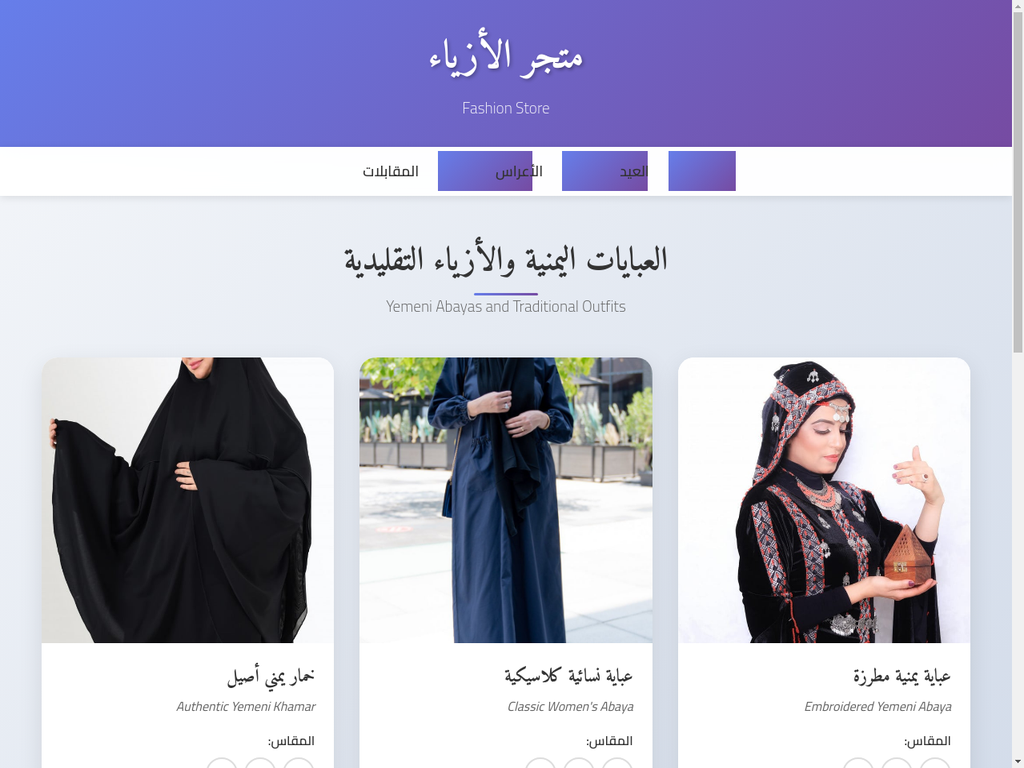 متجر الأزياء
Fashion Store
العيد الأعراس المقابلات
العبايات اليمنية والأزياء التقليدية
Yemeni Abayas and Traditional Outfits
عباية يمنية مطرزة
Embroidered Yemeni Abaya
المقاس:
عباية نسائية كلاسيكية
Classic Women's Abaya
المقاس:
خمار يمني أصيل
Authentic Yemeni Khamar
المقاس: